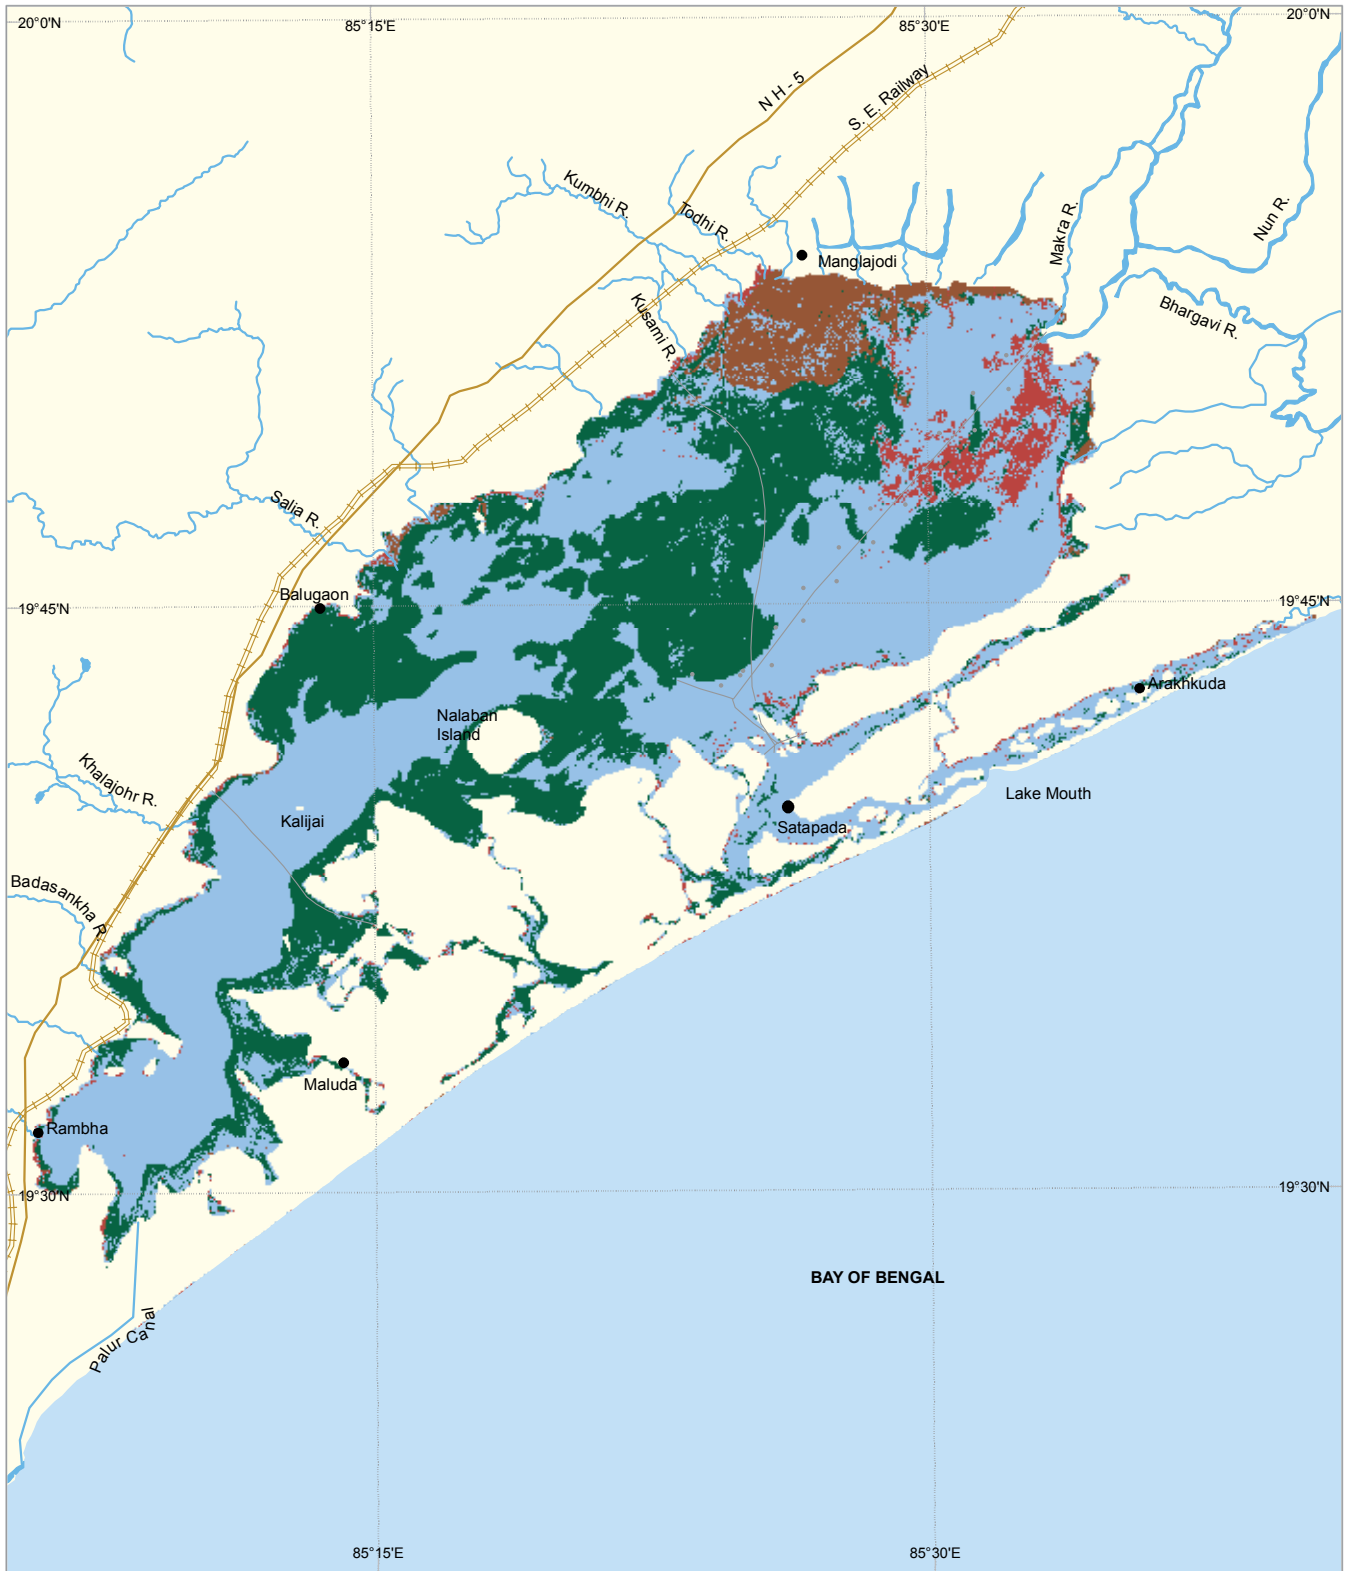 20°0'N
85°15'E
85°30'E
20°0'N
N H - 5
S. E. Railway
Kumbhi R.
Todhi R.
Makra R.
Nun R.
Manglajodi
Kusami R.
Bhargavi R.
Salia R.
Balugaon
19°45'N
19°45'N
Arakhkuda
Nalaban
Island
Khalajohr R.
Lake Mouth
Kalijai
Satapada
Badasankha R
Maluda
Rambha
19°30'N
19°30'N
BAY OF BENGAL
Palur Canal
85°15'E
85°30'E